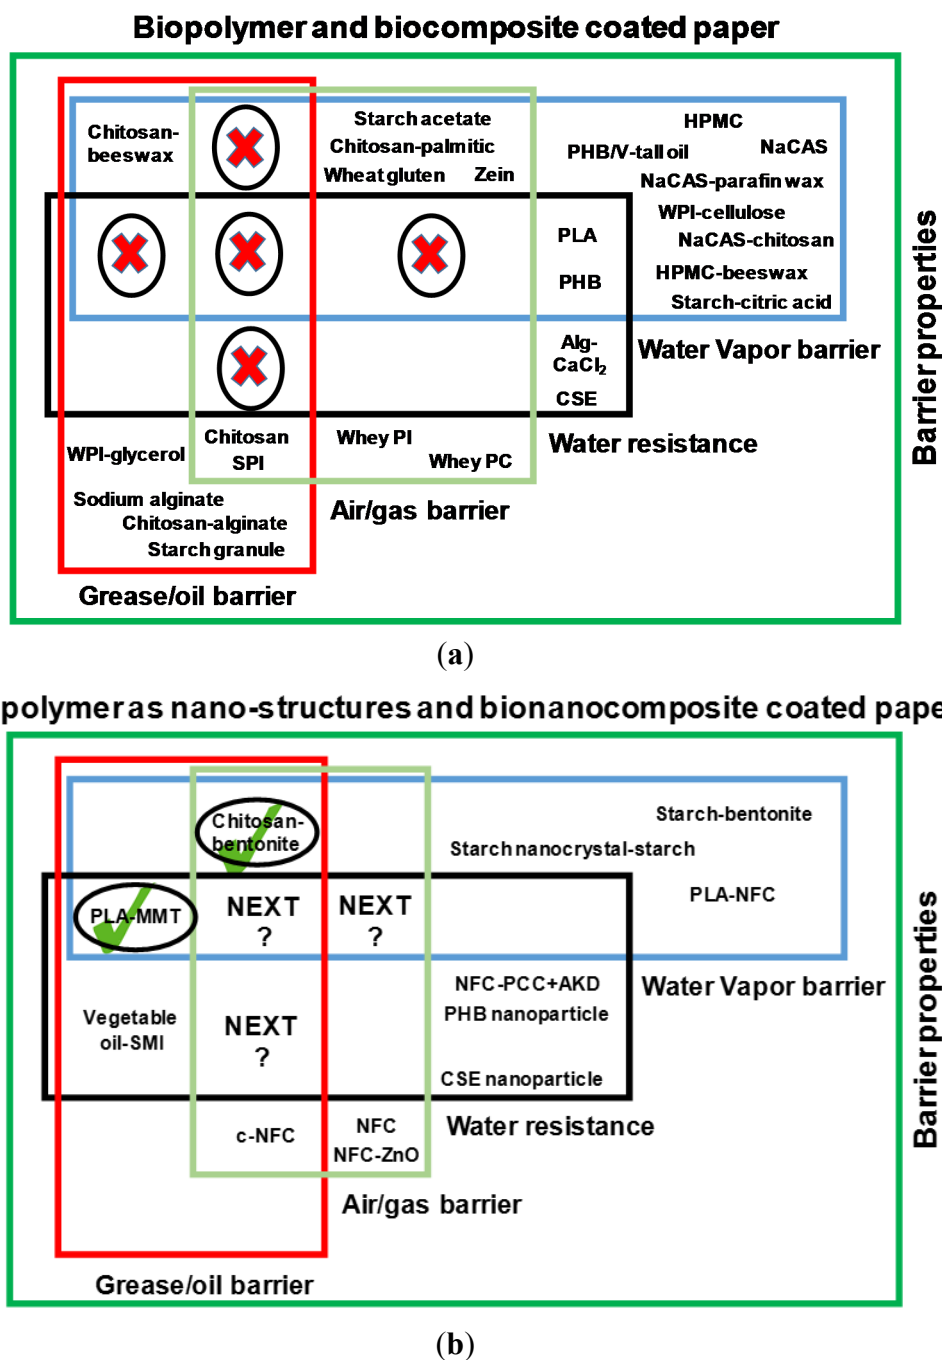 Biopolymer and biocomposite coated paper
Chitosan-
beeswax
Starch acetate
Chitosan-palmitic
Wheat gluten Zein
HPMC
PHB/V-tall oil NaCAS
NaCAS-parafin wax
WPI-cellulose
NaCAS-chitosan
HPMC-beeswax
Starch-citric acid
PLA
PHB
Water Vapor barrier
Alg-
CaCl2
CSE
Water resistance
WPI-glycerol
Chitosan
SPI
Whey PI
Whey PC
Sodium alginate
Chitosan-alginate
Starch granule
Air/gas barrier
Grease/oil barrier
Barrier properties
(a)
polymer as nano-structures and bionanocomposite coated pape
Chitosan-
bentonite
Starch-bentonite
Starch nanocrystal-starch
PLA-NFC
PLA-MMT
NEXT
?
NEXT
?
Water Vapor barrier
Vegetable
oil-SMI
NEXT
?
NFC-PCC+AKD
PHB nanoparticle
CSE nanoparticle
Water resistance
c-NFC
NFC
NFC-ZnO
Air/gas barrier
Grease/oil barrier
Barrier properties
(b)